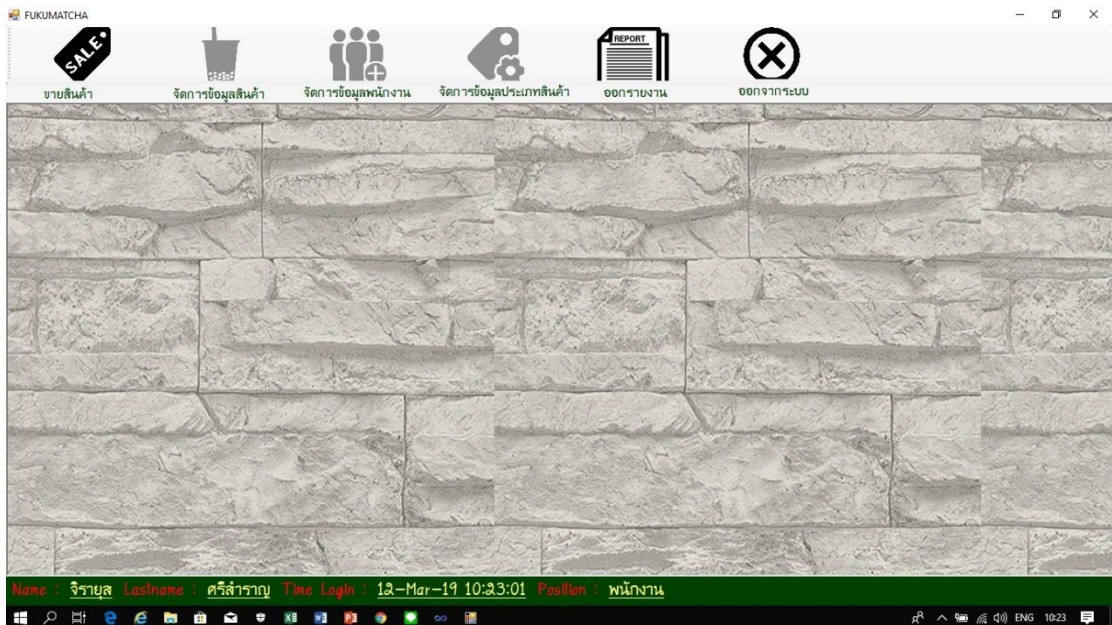 FUKUMATCHA
SALE
REPORT
ขายสินค้า จัดการข้อมูลสินค้า จัดการข้อมูลพนักงาน จัดการข้อมูลประเภทสินค้า ออกรายงาน ออกจากระบบ
Name : จิรายุส Lastname : ศรีสำราญ Time Login : 12-Mar-19 10:23:01 Position : พนักงาน
ENG 10:23